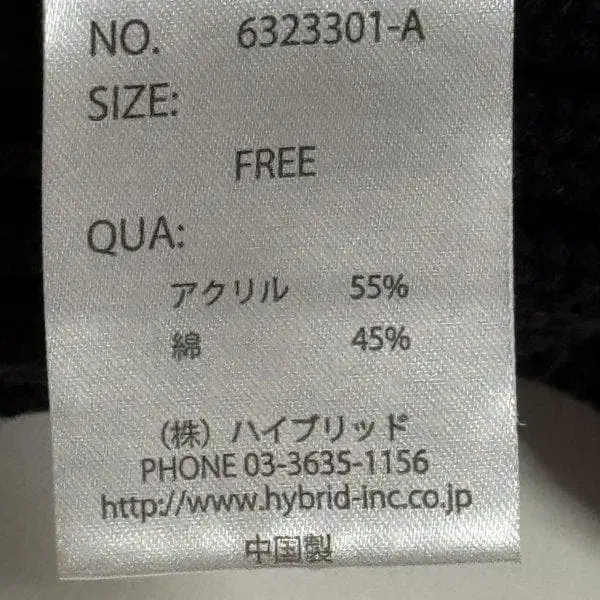 NO. 6323301-A
SIZE:
FREE
QUA:
アクリル 55%
綿 45%
（株）ハイブリッド
PHONE 03-3635-1156
http://www.hybrid-inc.co.jp
中国製